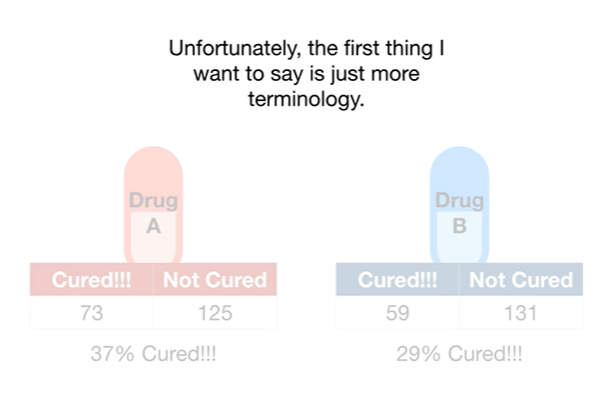 Unfortunately, the first thing I
want to say is just more
terminology.
Drug
A
Cured!!! Not Cured
73 125
37% Cured!!!
Drug
B
Cured!!! Not Cured
59 131
29% Cured!!!